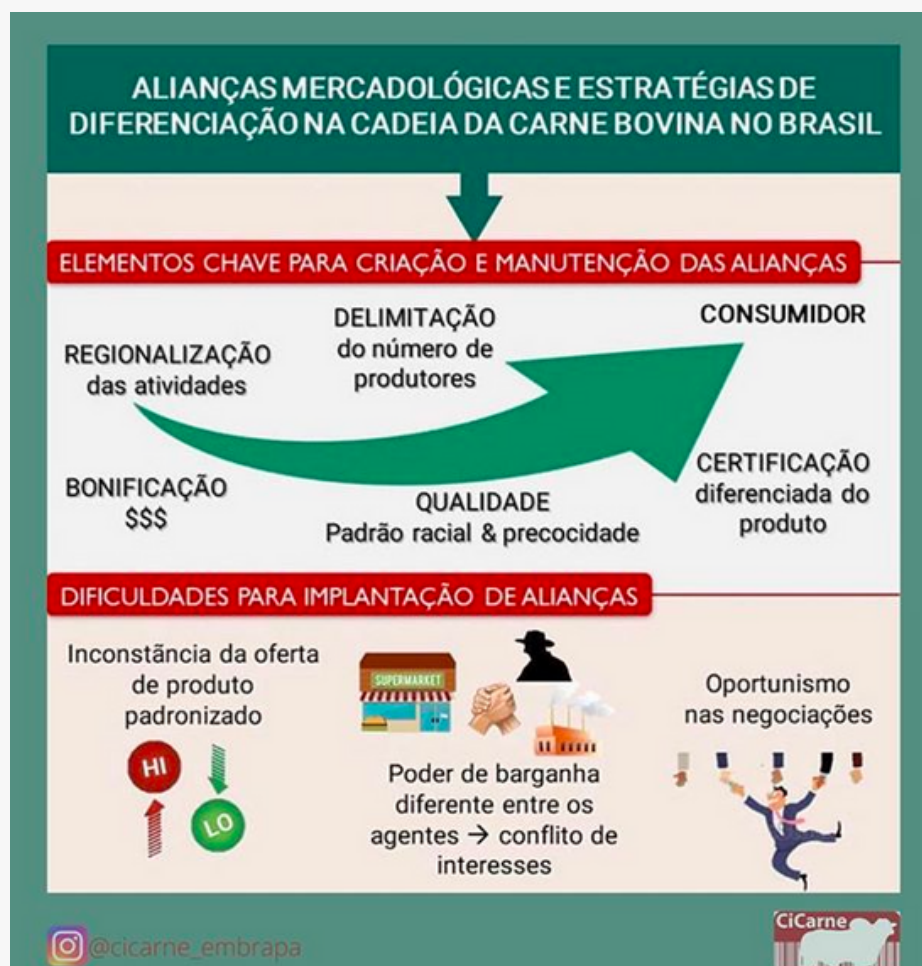 ALIANÇAS MERCADOLÓGICAS E ESTRATÉGIAS DE
DIFERENCIAÇÃO NA CADEIA DA CARNE BOVINA NO BRASIL
ELEMENTOS CHAVE PARA CRIAÇÃO E MANUTENÇÃO DAS ALIANÇAS
REGIONALIZAÇÃO
das atividades
DELIMITAÇÃO
do número de
produtores
CONSUMIDOR
BONIFICAÇÃO
$$$
QUALIDADE
Padrão racial & precocidade
CERTIFICAÇÃO
diferenciada do
produto
DIFICULDADES PARA IMPLANTAÇÃO DE ALIANÇAS
Inconstância da oferta
de produto
padronizado
HI
LO
SUPERMARKET
Poder de barganha
diferente entre os
agentes → conflito de
interesses
Oportunismo
nas negociações
@cicarne_embrapa
CiCarne